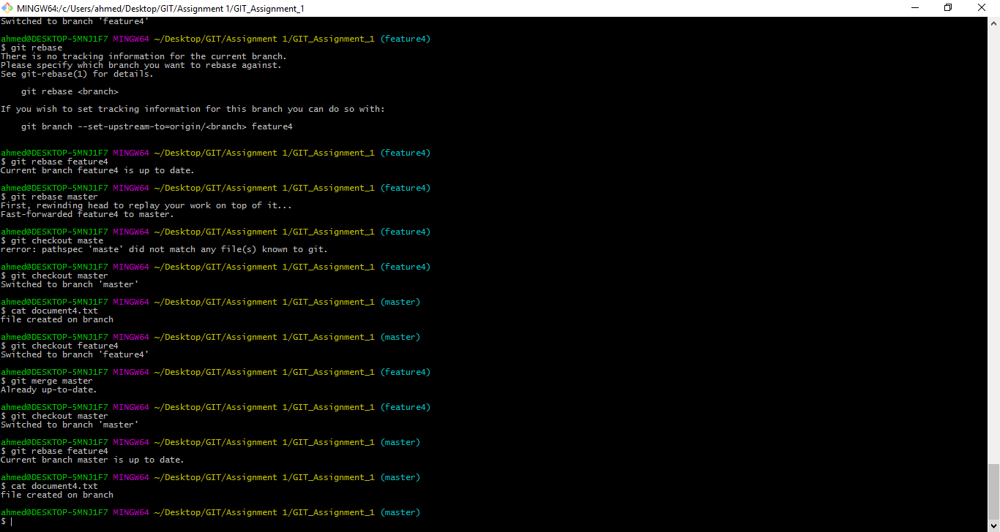 MINGW64:/c/Users/ahmed/Desktop/GIT/Assignment 1/GIT_Assignment_1
Switched to branch 'feature4'
ahmed@DESKTOP-5MNJ1F7 MINGW64 ~/Desktop/GIT/Assignment 1/GIT_Assignment_1 (feature4)
$ git rebase
There is no tracking information for the current branch.
Please specify which branch you want to rebase against.
See git-rebase(1) for details.
git rebase <branch>
If you wish to set tracking information for this branch you can do so with:
git branch --set-upstream-to=origin/<branch> feature4
ahmed@DESKTOP-5MNJ1F7 MINGW64 ~/Desktop/GIT/Assignment 1/GIT_Assignment_1 (feature4)
$ git rebase feature4
Current branch feature4 is up to date.
ahmed@DESKTOP-5MNJ1F7 MINGW64 ~/Desktop/GIT/Assignment 1/GIT_Assignment_1 (feature4)
$ git rebase master
First, rewinding head to replay your work on top of it...
Fast-forwarded feature4 to master.
ahmed@DESKTOP-5MNJ1F7 MINGW64 ~/Desktop/GIT/Assignment 1/GIT_Assignment_1 (feature4)
$ git checkout maste
rerror: pathspec 'maste' did not match any file(s) known to git.
ahmed@DESKTOP-5MNJ1F7 MINGW64 ~/Desktop/GIT/Assignment 1/GIT_Assignment_1 (feature4)
$ git checkout master
Switched to branch 'master'
ahmed@DESKTOP-5MNJ1F7 MINGW64 ~/Desktop/GIT/Assignment 1/GIT_Assignment_1 (master)
$ cat document4.txt
file created on branch
ahmed@DESKTOP-5MNJ1F7 MINGW64 ~/Desktop/GIT/Assignment 1/GIT_Assignment_1 (master)
$ git checkout feature4
Switched to branch 'feature4'
ahmed@DESKTOP-5MNJ1F7 MINGW64 ~/Desktop/GIT/Assignment 1/GIT_Assignment_1 (feature4)
$ git merge master
Already up-to-date.
ahmed@DESKTOP-5MNJ1F7 MINGW64 ~/Desktop/GIT/Assignment 1/GIT_Assignment_1 (feature4)
$ git checkout master
Switched to branch 'master'
ahmed@DESKTOP-5MNJ1F7 MINGW64 ~/Desktop/GIT/Assignment 1/GIT_Assignment_1 (master)
$ git rebase feature4
Current branch master is up to date.
ahmed@DESKTOP-5MNJ1F7 MINGW64 ~/Desktop/GIT/Assignment 1/GIT_Assignment_1 (master)
$ cat document4.txt
file created on branch
ahmed@DESKTOP-5MNJ1F7 MINGW64 ~/Desktop/GIT/Assignment 1/GIT_Assignment_1 (master)
$